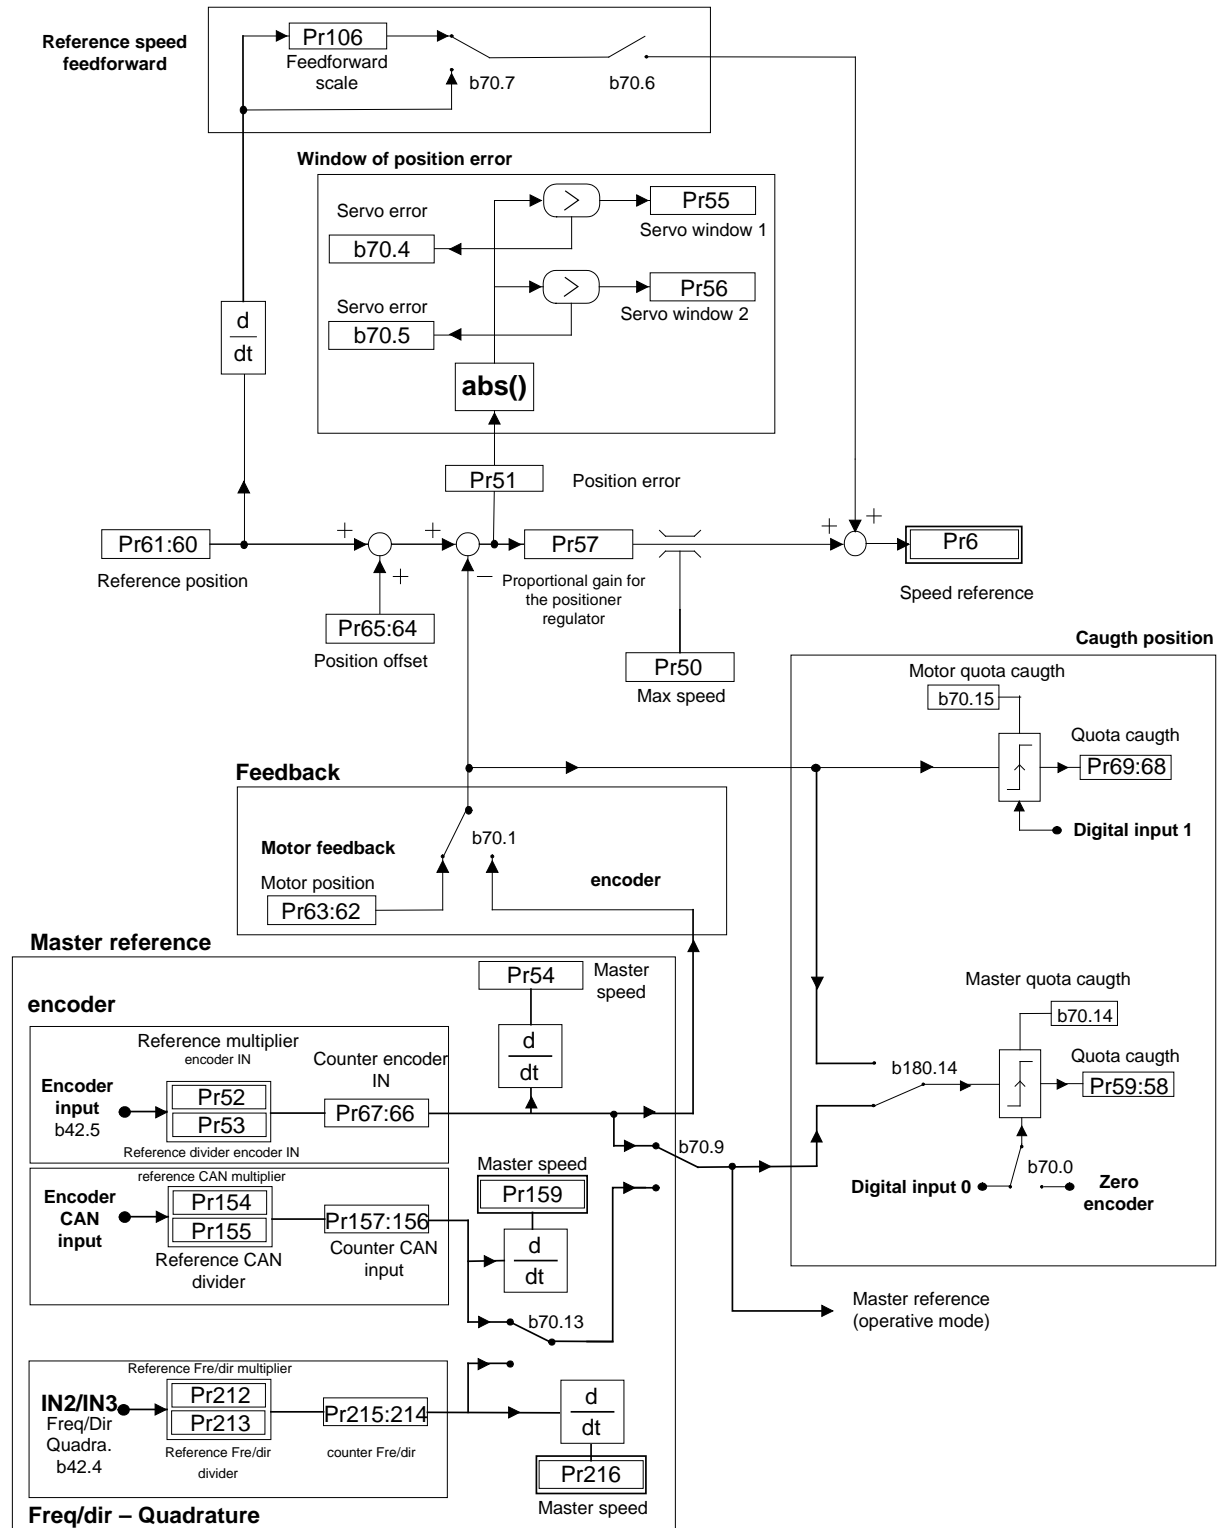 Reference speed
feedforward
Pr106
Feedforward
scale
b70.7
b70.6
Window of position error
Servo error
b70.4
>
Pr55
Servo window 1
Servo error
b70.5
>
Pr56
Servo window 2
d
dt
abs()
Pr51
Position error
Pr61:60
Reference position
+
+
+
−
Pr65:64
Position offset
Pr57
Proportional gain for
the positioner
regulator
Pr50
Max speed
+
+
Pr6
Speed reference
Caugth position
Motor quota caugth
b70.15
Quota caugth
Pr69:68
Digital input 1
Feedback
Motor feedback
b70.1
encoder
Motor position
Pr63:62
Master reference
encoder
Pr54
Master
speed
d
dt
Reference multiplier
encoder IN
Counter encoder
IN
Encoder
input
b42.5
Pr52
Pr53
Pr67:66
Reference divider encoder IN
b70.9
Master quota caugth
b70.14
b180.14
Quota caugth
Pr59:58
b70.0
Digital input 0
Zero
encoder
reference CAN multiplier
Encoder
CAN
input
Pr154
Pr155
Reference CAN
divider
Pr157:156
Counter CAN
input
Master speed
Pr159
d
dt
b70.13
Master reference
(operative mode)
Reference Fre/dir multiplier
IN2/IN3
Freq/Dir
Quadra.
b42.4
Pr212
Pr213
Reference Fre/dir
divider
Pr215:214
counter Fre/dir
d
dt
Pr216
Master speed
Freq/dir – Quadrature